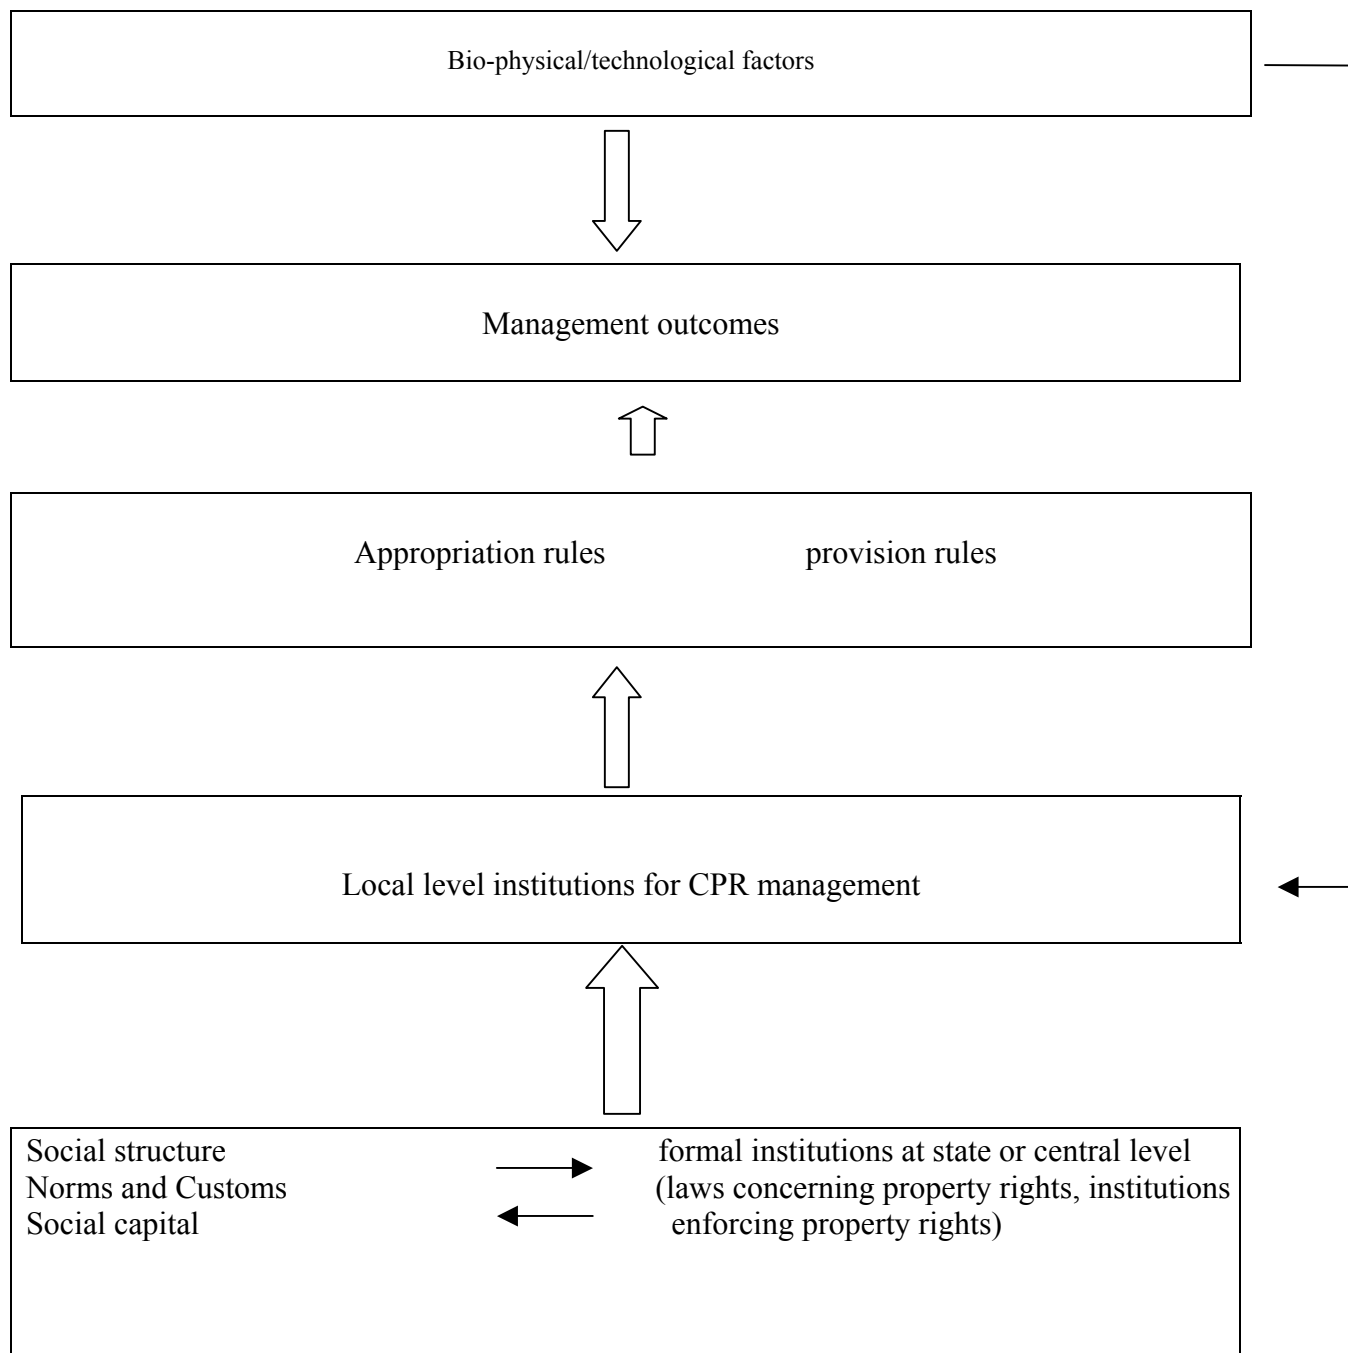 Bio-physical/technological factors
Management outcomes
Appropriation rules provision rules
Local level institutions for CPR management
Social structure formal institutions at state or central level
Norms and Customs (laws concerning property rights, institutions
Social capital enforcing property rights)